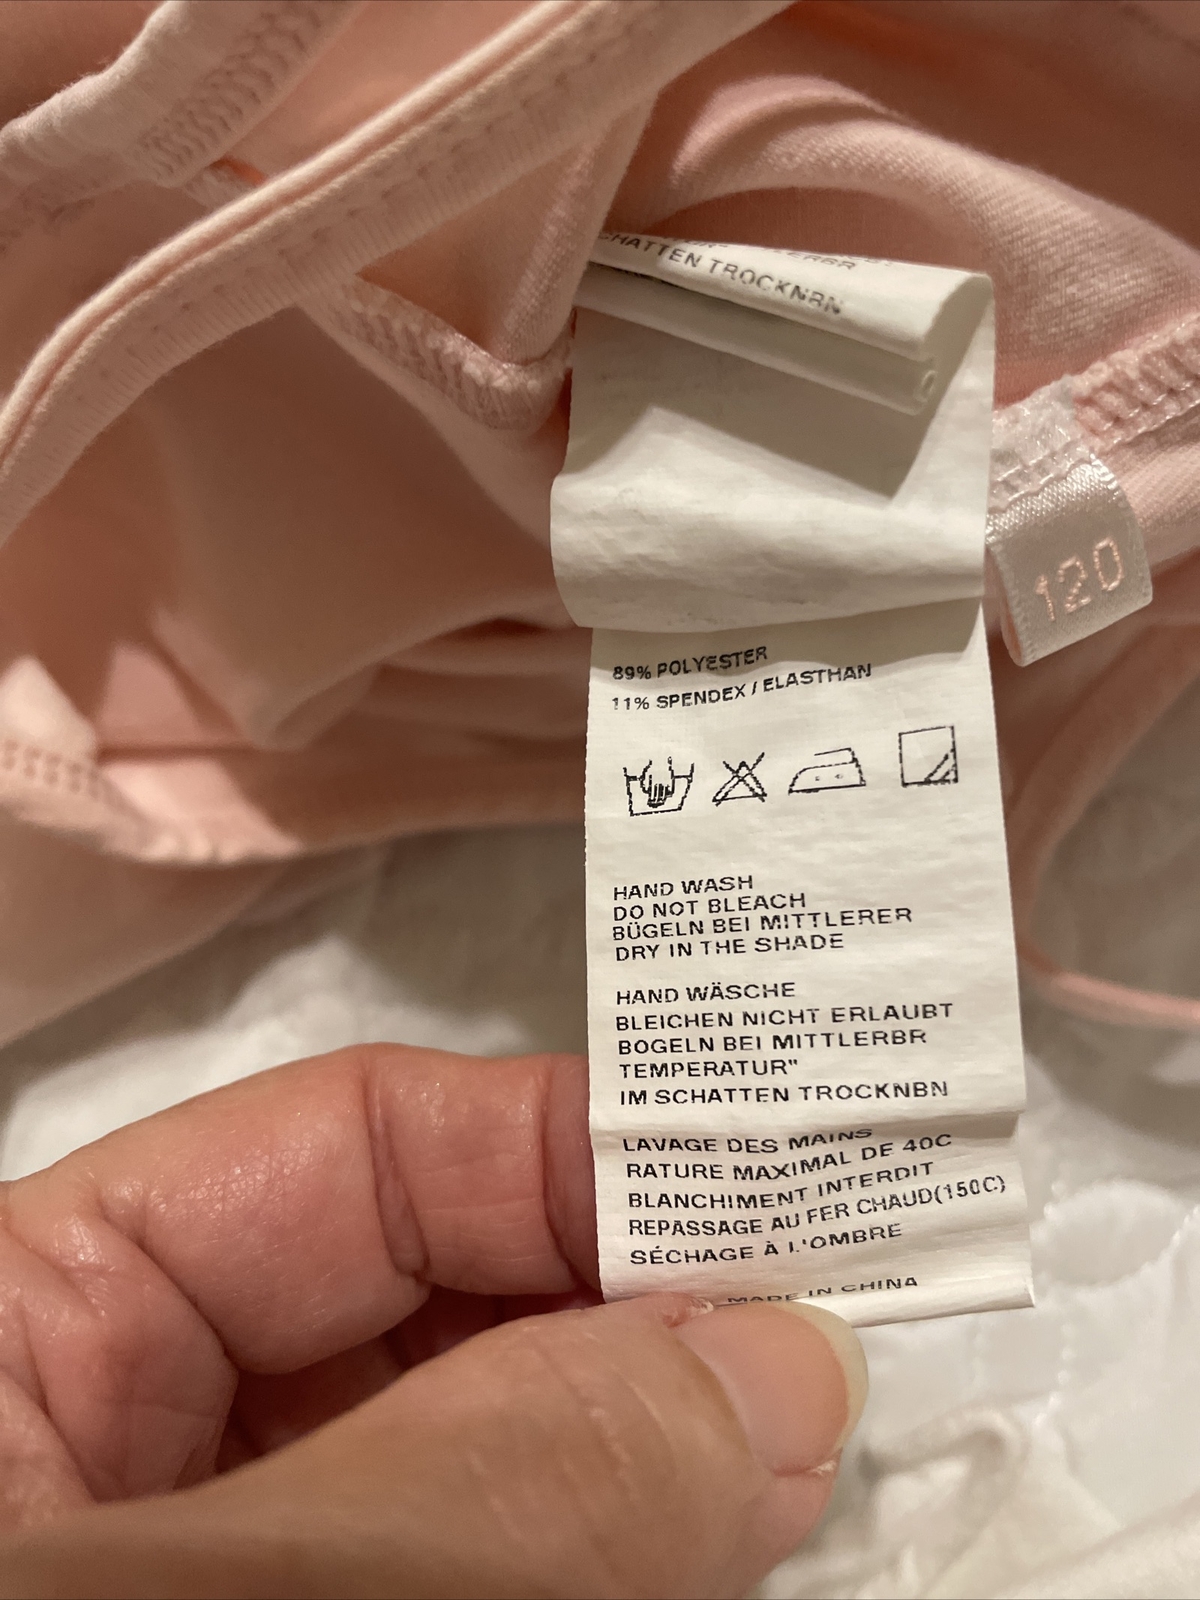 SCHATTEN TROCKNBN
120
89% POLYESTER
11% SPENDEX / ELASTHAN
HAND WASH
DO NOT BLEACH
BÜGELN BEI MITTLERER
DRY IN THE SHADE
HAND WÄSCHE
BLEICHEN NICHT ERLAUBT
BOGELN BEI MITTLERBR
TEMPERATUR"
IM SCHATTEN TROCKNBN
LAVAGE DES MAINS
RATURE MAXIMAL DE 40C
BLANCHIMENT INTERDIT
REPASSAGE AU FER CHAUD(150C)
SÉCHAGE À L'OMBRE
MADE IN CHINA